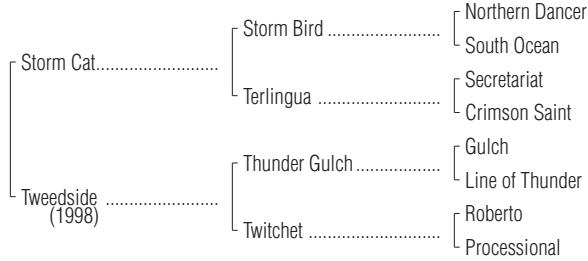 Northern Dancer
Storm Bird ......................
South Ocean
Storm Cat........................
Secretariat
Terlingua ........................
Crimson Saint
Gulch
Thunder Gulch ................
Line of Thunder
Tweedside ......................
(1998)
Roberto
Twitchet ..........................
Processional